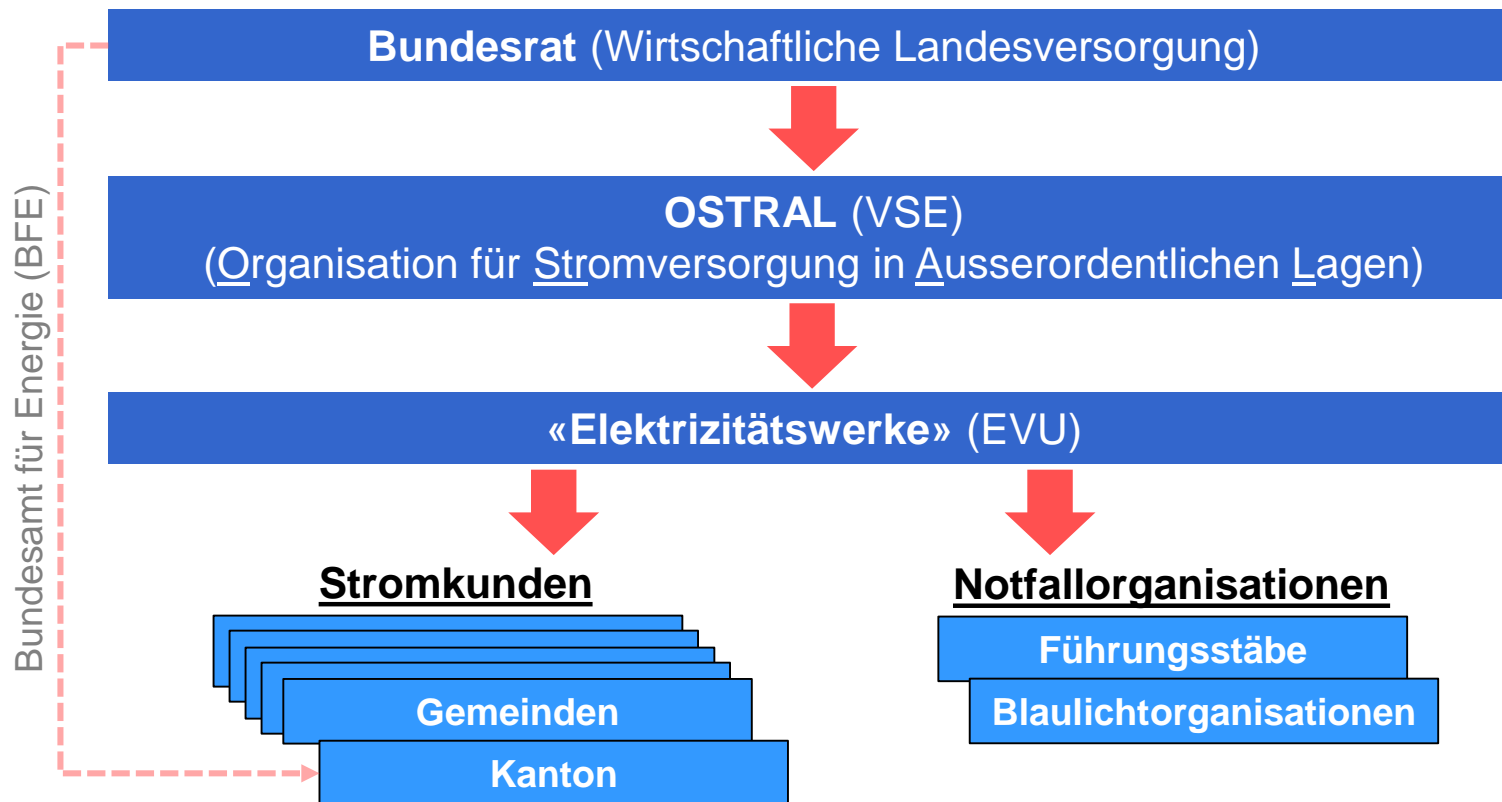 Bundesrat (Wirtschaftliche Landesversorgung)
OSTRAL (VSE)
(Organisation für Stromversorgung in Ausserordentlichen Lagen)
«Elektrizitätswerke» (EVU)
Bundesamt für Energie (BFE)
Stromkunden
Gemeinden
Kanton
Notfallorganisationen
Führungsstäbe
Blaulichtorganisationen